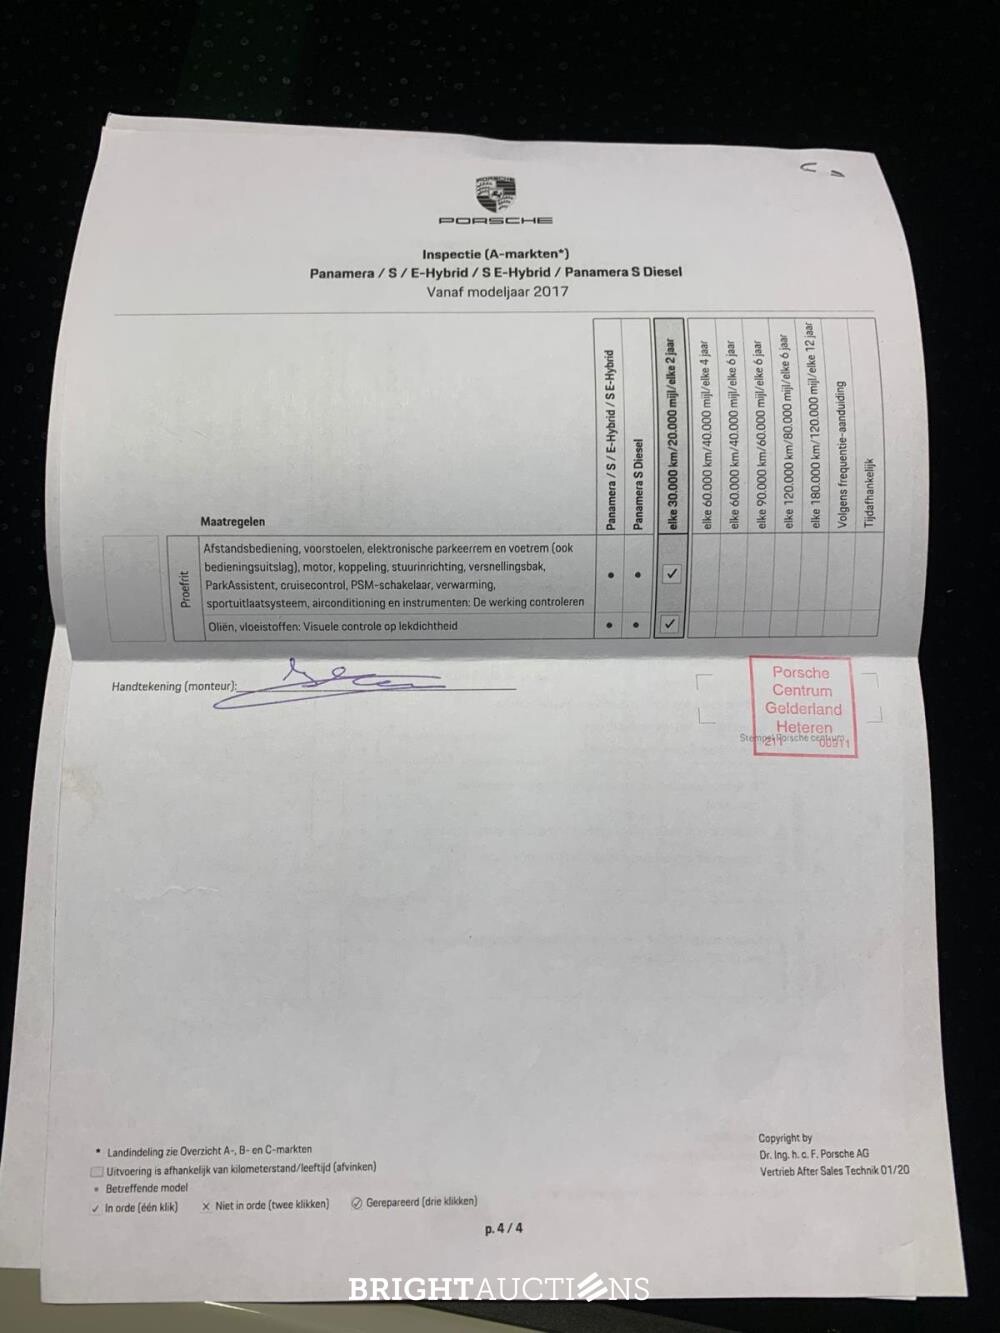 PORSCHE
PORSCHE
Inspectie (A-markten*)
Panamera / S / E-Hybrid / S E-Hybrid / Panamera S Diesel
Vanaf modeljaar 2017
Maatregelen
Panamera / S / E-Hybrid / S E-Hybrid
Panamera S Diesel
elke 30.000 km/20.000 mijl/elke 2 jaar
elke 60.000 km/40.000 mijl/elke 4 jaar
elke 60.000 km/40.000 mijl/elke 6 jaar
elke 90.000 km/60.000 mijl/elke 6 jaar
elke 120.000 km/80.000 mijl/elke 6 jaar
elke 180.000 km/120.000 mijl/elke 12 jaar
Volgens frequentie-aanduiding
Tijdafhankelijk
Proefrit
Afstandsbediening, voorstoelen, elektronische parkeerrem en voetrem (ook
bedieningsuitslag), motor, koppeling, stuurinrichting, versnellingsbak,
ParkAssistent, cruisecontrol, PSM-schakelaar, verwarming,
sportuitlaatsysteem, airconditioning en instrumenten: De werking controleren
• • ✓
Oliën, vloeistoffen: Visuele controle op lekdichtheid
• • ✓
Handtekening (monteur):
Porsche
Centrum
Gelderland
Heteren
211 00911
Stempel Porsche centrum
* Landindeling zie Overzicht A-, B- en C-markten
Uitvoering is afhankelijk van kilometerstand/leeftijd (afvinken)
• Betreffende model
✓ In orde (één klik) × Niet in orde (twee klikken) Gerepareerd (drie klikken)
Copyright by
Dr. Ing. h. c. F. Porsche AG
Vertrieb After Sales Technik 01/20
p. 4 / 4
BRIGHTAUCTIONS